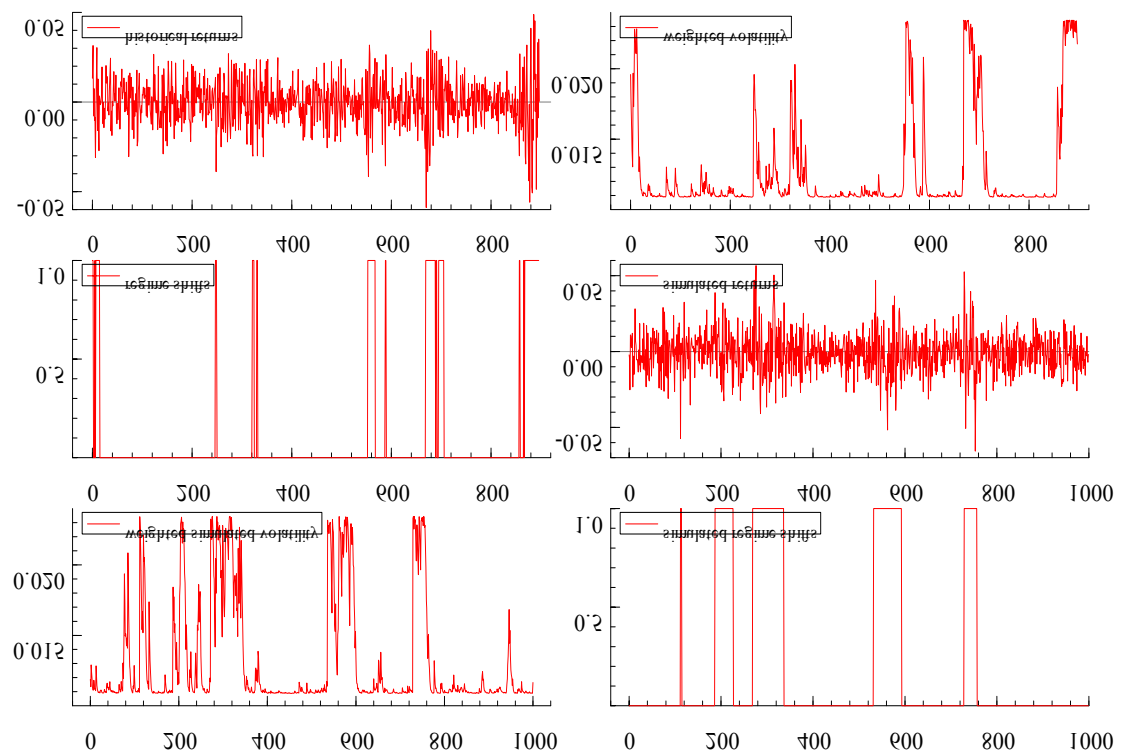 historical returns
0.05
0.00
-0.05
0 200 400 600 800
weighted volatility
0.020
0.015
0 200 400 600 800
regime shifts
1.0
0.5
0 200 400 600 800
simulated returns
0.05
0.00
-0.05
0 200 400 600 800 1000
weighted simulated volatility
0.020
0.015
0 200 400 600 800 1000
simulated regime shifts
1.0
0.5
0 200 400 600 800 1000